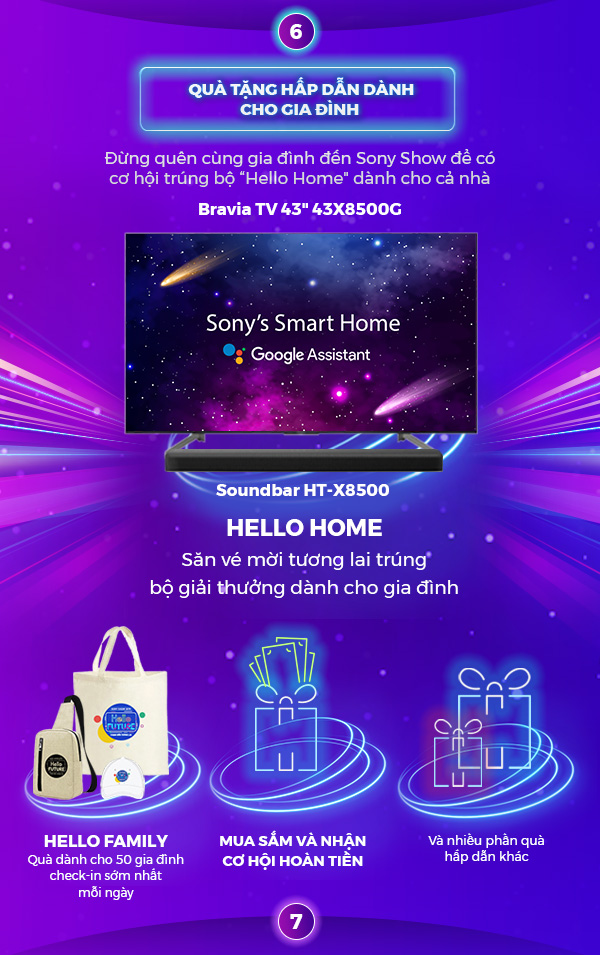 6
QUÀ TẶNG HẤP DẪN DÀNH
CHO GIA ĐÌNH
Đừng quên cùng gia đình đến Sony Show để có
cơ hội trúng bộ “Hello Home" dành cho cả nhà
Bravia TV 43" 43X8500G
Sony’s Smart Home
Google Assistant
Soundbar HT-X8500
HELLO HOME
Săn vé mời tương lai trúng
bộ giải thưởng dành cho gia đình
Hello
FUTURE
Hello
FUTURE
HELLO FAMILY
Quà dành cho 50 gia đình
check-in sớm nhất
mỗi ngày
MUA SẮM VÀ NHẬN
CƠ HỘI HOÀN TIỀN
Và nhiều phần quà
hấp dẫn khác
7